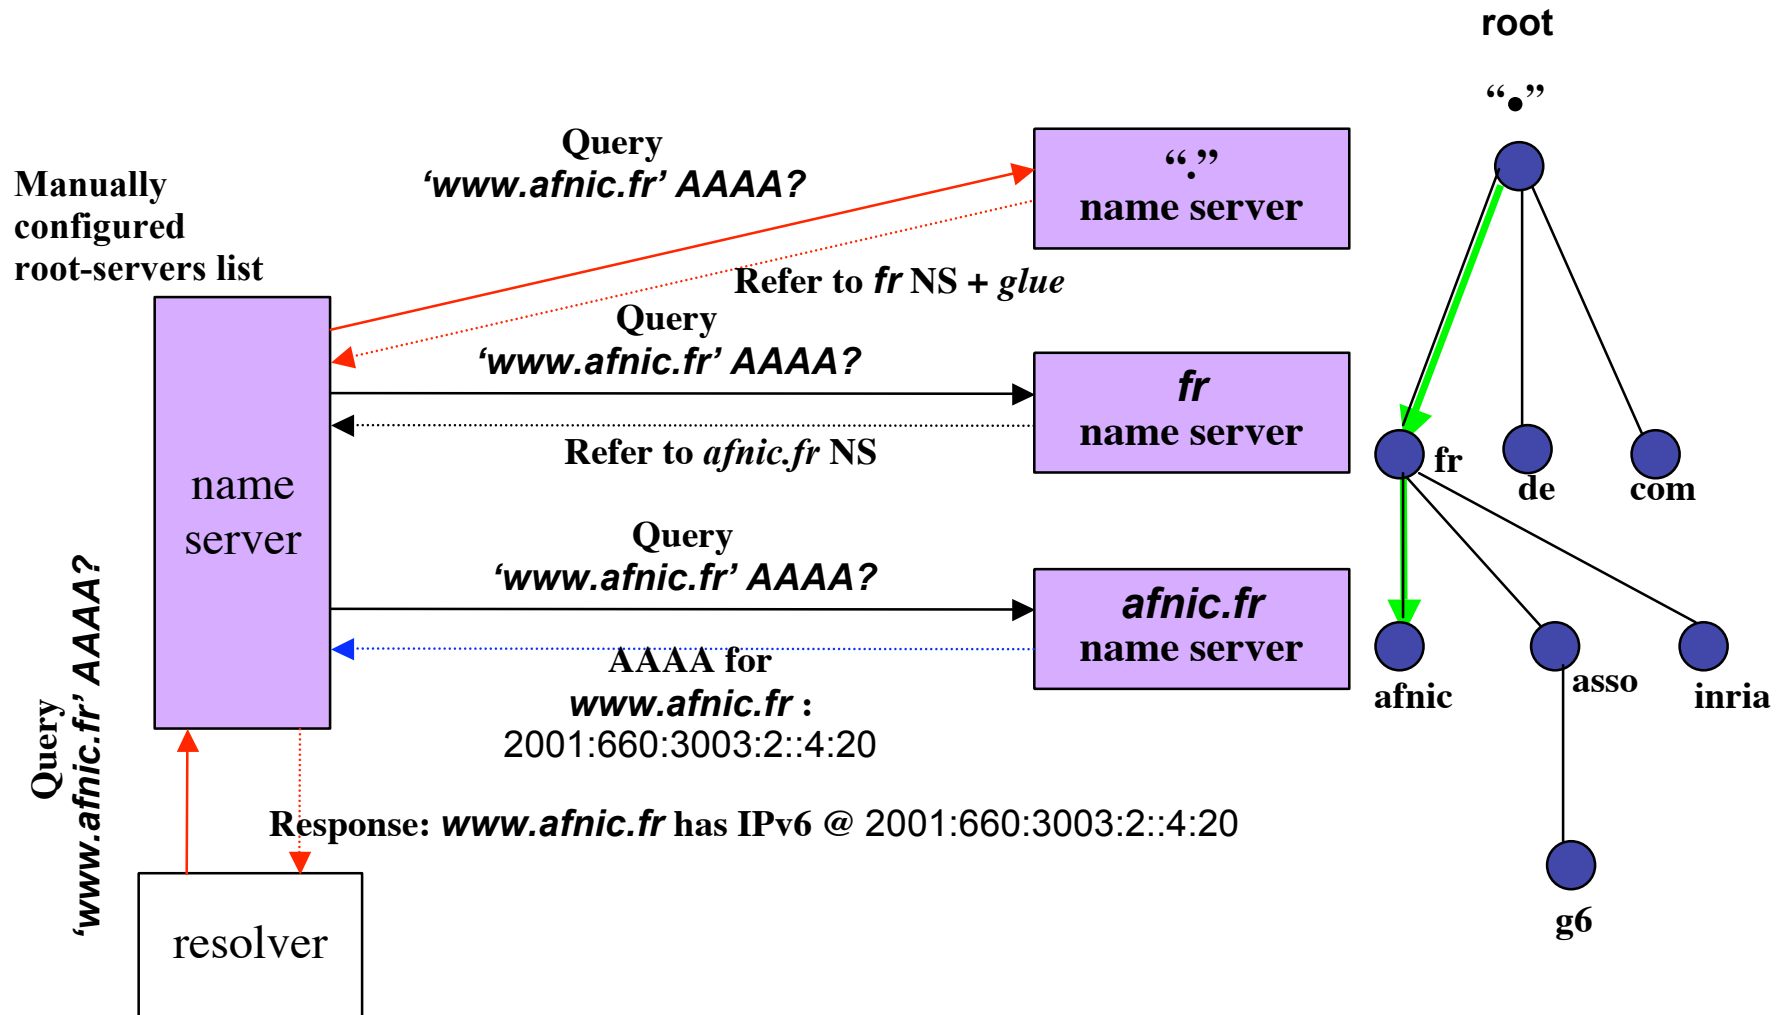 root
“•”
Manually
configured
root-servers list
Query
‘www.afnic.fr’ AAAA?
“.”
name server
Refer to fr NS + glue
Query
‘www.afnic.fr’ AAAA?
fr
name server
Refer to afnic.fr NS
name
server
Query
‘www.afnic.fr’ AAAA?
afnic.fr
name server
AAAA for
www.afnic.fr :
2001:660:3003:2::4:20
Query
‘www.afnic.fr’ AAAA?
Response: www.afnic.fr has IPv6 @ 2001:660:3003:2::4:20
resolver
fr
de
com
afnic
asso
inria
g6